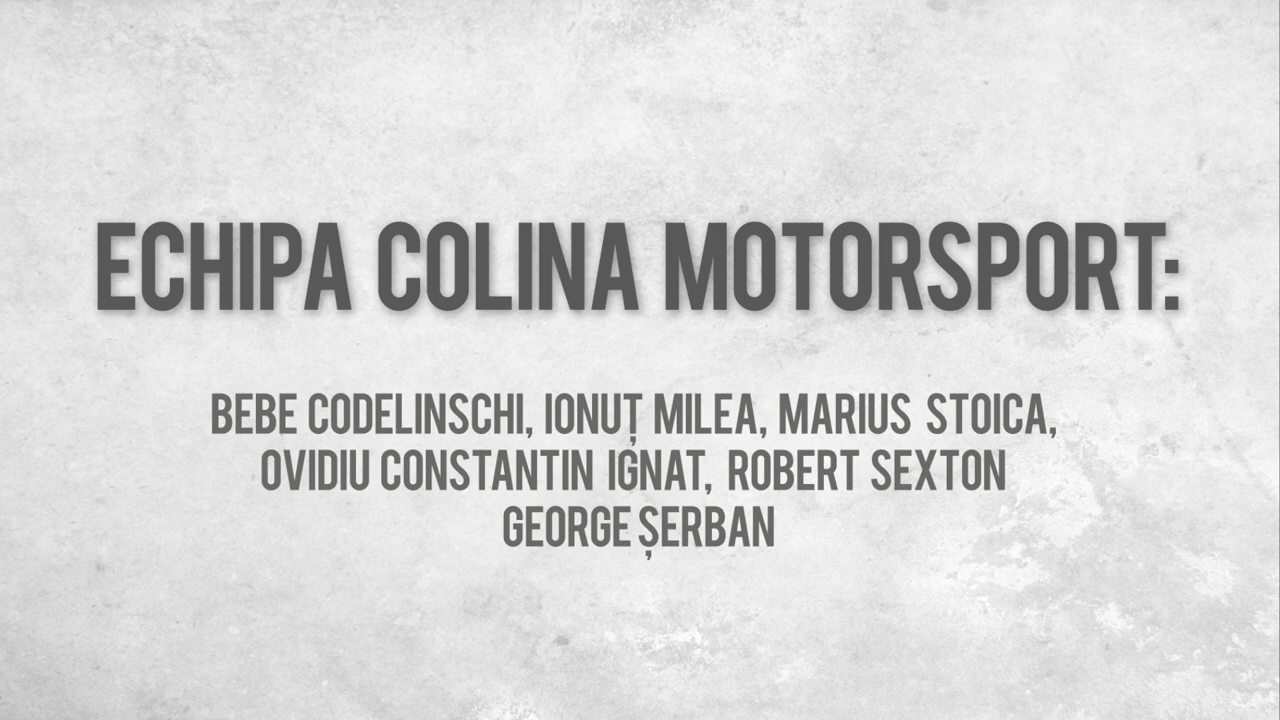 ECHIPA COLINA MOTORSPORT:
BEBE CODELINSCHI, IONUȚ MILEA, MARIUS STOICA,
OVIDIU CONSTANTIN IGNAT, ROBERT SEXTON
GEORGE ȘERBAN